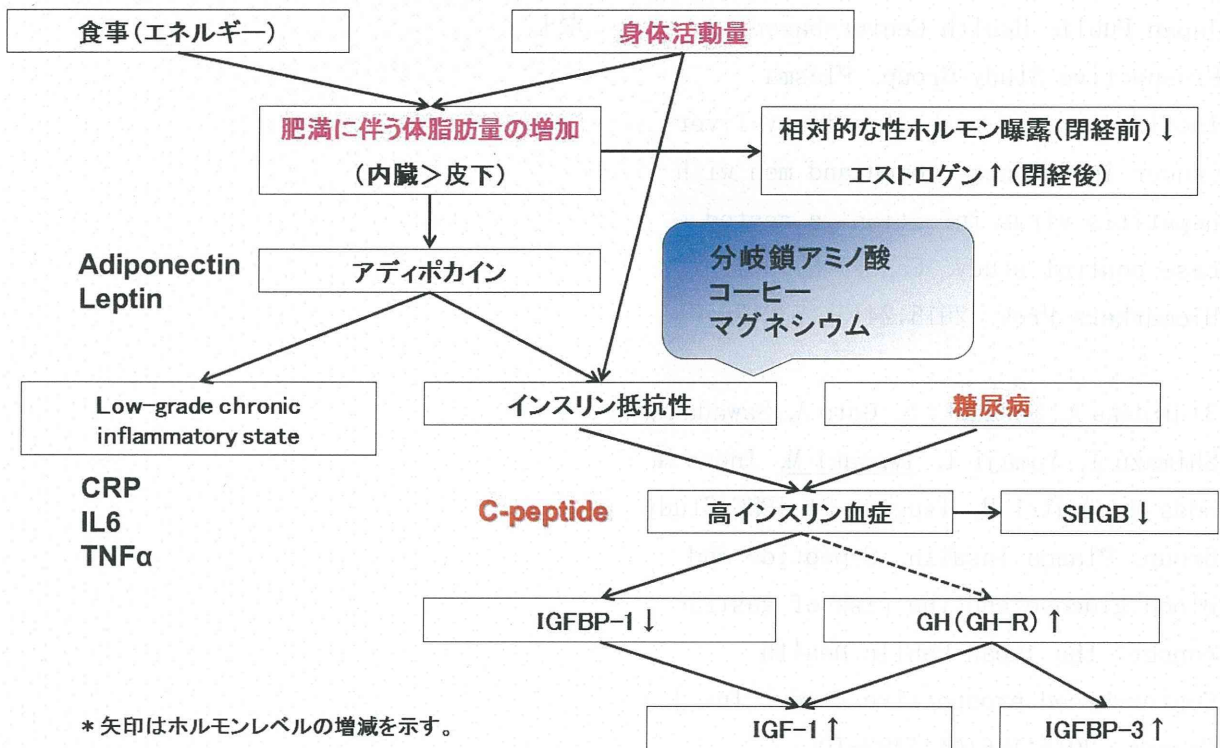 食事（エネルギー）
身体活動量
肥満に伴う体脂肪量の増加
（内臓＞皮下）
相対的な性ホルモン曝露（閉経前）↓
エストロゲン↑（閉経後）
Adiponectin
Leptin
アディポカイン
分岐鎖アミノ酸
コーヒー
マグネシウム
Low-grade chronic
inflammatory state
インスリン抵抗性
糖尿病
CRP
IL6
TNFα
C-peptide
高インスリン血症
SHGB↓
IGFBP-1↓
GH（GH-R）↑
＊矢印はホルモンレベルの増減を示す。
IGF-1↑
IGFBP-3↑